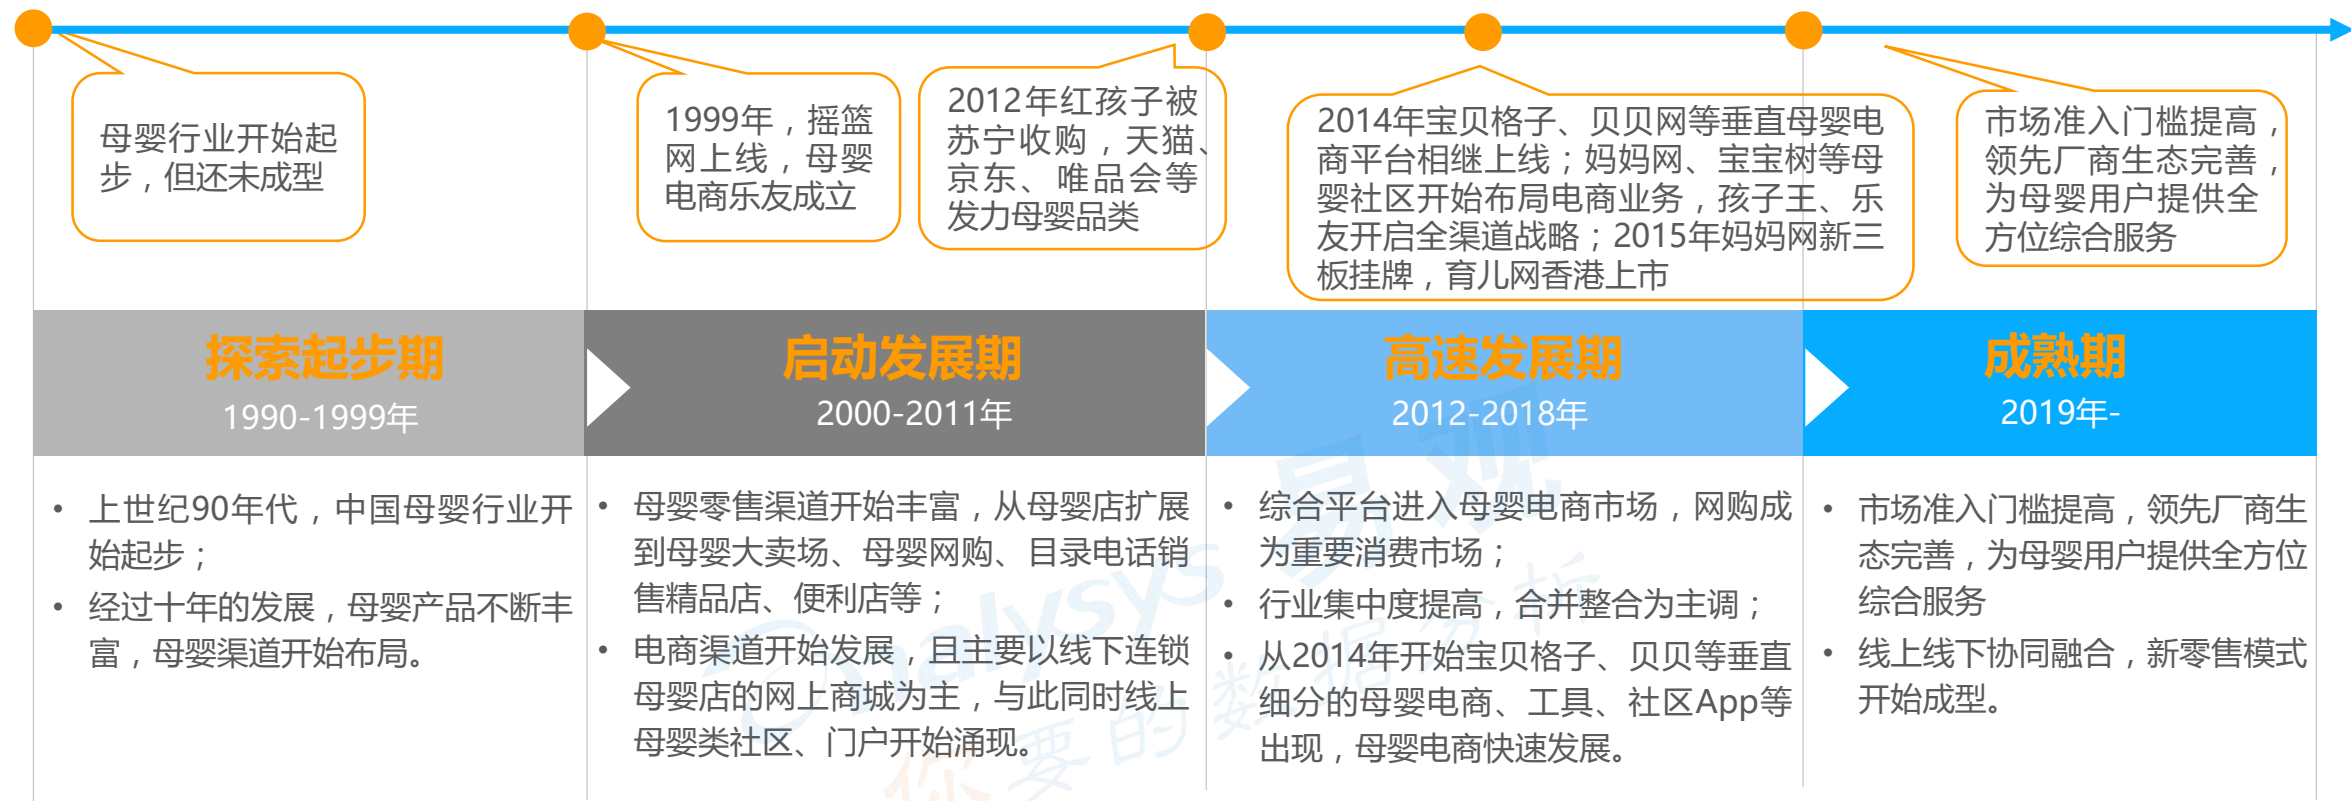 母婴行业开始起
步，但还未成型
1999年，摇篮
网上线，母婴
电商乐友成立
2012年红孩子被
苏宁收购，天猫、
京东、唯品会等
发力母婴品类
2014年宝贝格子、贝贝网等垂直母婴电
商平台相继上线；妈妈网、宝宝树等母
婴社区开始布局电商业务，孩子王、乐
友开启全渠道战略；2015年妈妈网新三
板挂牌，育儿网香港上市
市场准入门槛提高，
领先厂商生态完善，
为母婴用户提供全
方位综合服务
探索起步期
1990-1999年
启动发展期
2000-2011年
高速发展期
2012-2018年
成熟期
2019年-
• 上世纪90年代，中国母婴行业开
始起步；
• 经过十年的发展，母婴产品不断丰
富，母婴渠道开始布局。
• 母婴零售渠道开始丰富，从母婴店扩展
到母婴大卖场、母婴网购、目录电话销
售精品店、便利店等；
• 电商渠道开始发展，且主要以线下连锁
母婴店的网上商城为主，与此同时线上
母婴类社区、门户开始涌现。
• 综合平台进入母婴电商市场，网购成
为重要消费市场；
• 行业集中度提高，合并整合为主调；
• 从2014年开始宝贝格子、贝贝等垂直
细分的母婴电商、工具、社区App等
出现，母婴电商快速发展。
• 市场准入门槛提高，领先厂商生
态完善，为母婴用户提供全方位
综合服务
• 线上线下协同融合，新零售模式
开始成型。
analysys 易观
你要的数据分析